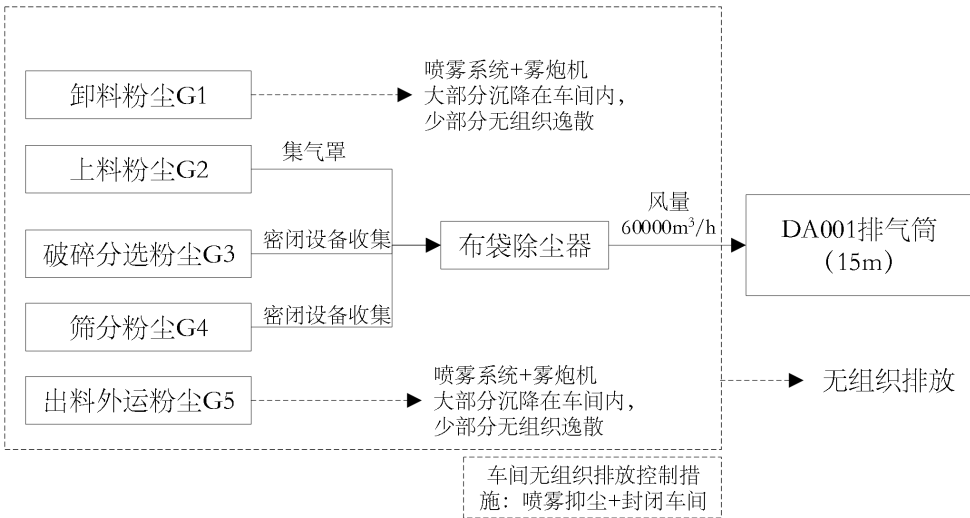 卸料粉尘G1
喷雾系统+雾炮机
大部分沉降在车间内，
少部分无组织逸散
上料粉尘G2
集气罩
破碎分选粉尘G3
密闭设备收集
布袋除尘器
风量
60000m³/h
DA001排气筒
（15m）
筛分粉尘G4
密闭设备收集
出料外运粉尘G5
喷雾系统+雾炮机
大部分沉降在车间内，
少部分无组织逸散
无组织排放
车间无组织排放控制措
施：喷雾抑尘+封闭车间